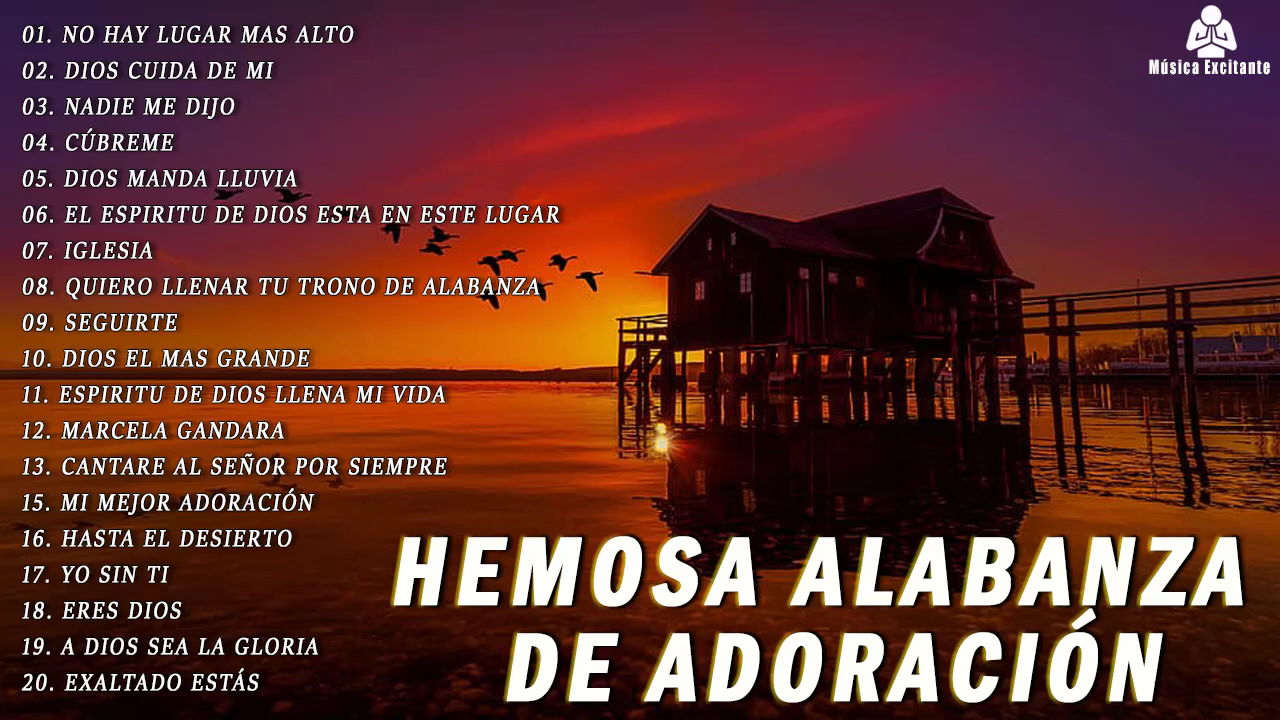 01. NO HAY LUGAR MAS ALTO
02. DIOS CUIDA DE MI
03. NADIE ME DIJO
04. CÚBREME
05. DIOS MANDA LLUVIA
06. EL ESPIRITU DE DIOS ESTA EN ESTE LUGAR
07. IGLESIA
08. QUIERO LLENAR TU TRONO DE ALABANZA
09. SEGUIRTE
10. DIOS EL MAS GRANDE
11. ESPIRITU DE DIOS LLENA MI VIDA
12. MARCELA GANDARA
13. CANTARE AL SEÑOR POR SIEMPRE
15. MI MEJOR ADORACIÓN
16. HASTA EL DESIERTO
17. YO SIN TI
18. ERES DIOS
19. A DIOS SEA LA GLORIA
20. EXALTADO ESTÁS
Música Excitante
HEMOSA ALABANZA
DE ADORACIÓN